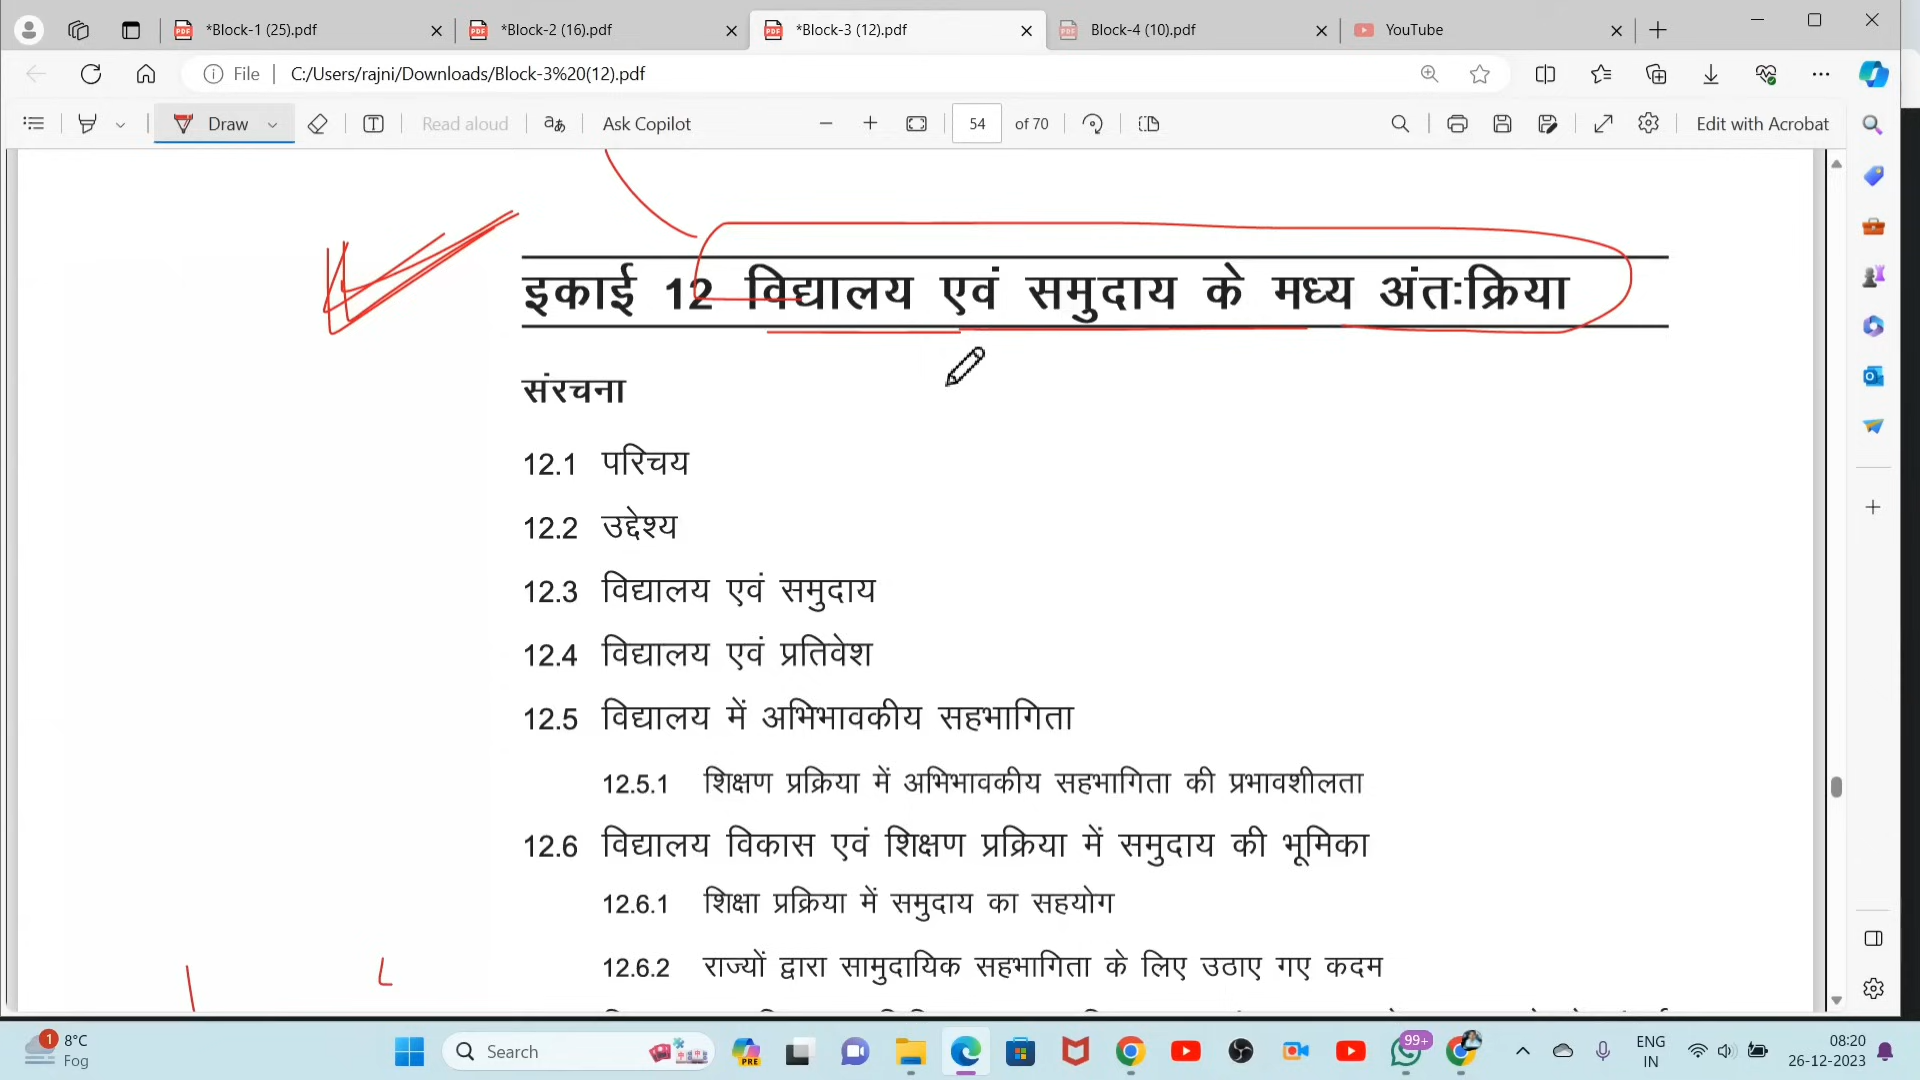 *Block-1 (25).pdf
*Block-2 (16).pdf
*Block-3 (12).pdf
Block-4 (10).pdf
YouTube
File
C:/Users/rajni/Downloads/Block-3%20(12).pdf
Draw
Read aloud
Ask Copilot
54 of 70
Edit with Acrobat
इकाई 12 विद्यालय एवं समुदाय के मध्य अंतःक्रिया
संरचना
12.1 परिचय
12.2 उद्देश्य
12.3 विद्यालय एवं समुदाय
12.4 विद्यालय एवं प्रतिवेश
12.5 विद्यालय में अभिभावकीय सहभागिता
12.5.1 शिक्षण प्रक्रिया में अभिभावकीय सहभागिता की प्रभावशीलता
12.6 विद्यालय विकास एवं शिक्षण प्रक्रिया में समुदाय की भूमिका
12.6.1 शिक्षा प्रक्रिया में समुदाय का सहयोग
12.6.2 राज्यों द्वारा सामुदायिक सहभागिता के लिए उठाए गए कदम
1
8°C
Fog
Search
PRE
99+
ENG
IN
08:20
26-12-2023